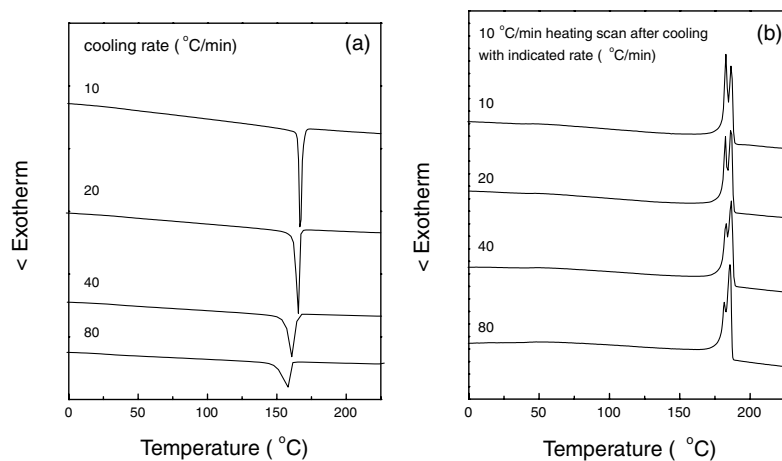 cooling rate ( °C/min)
(a)
10
20
40
80
< Exotherm
0
50
100
150
200
Temperature ( °C)
10 °C/min heating scan after cooling
with indicated rate ( °C/min)
(b)
10
20
40
80
< Exotherm
0
50
100
150
200
Temperature ( °C)